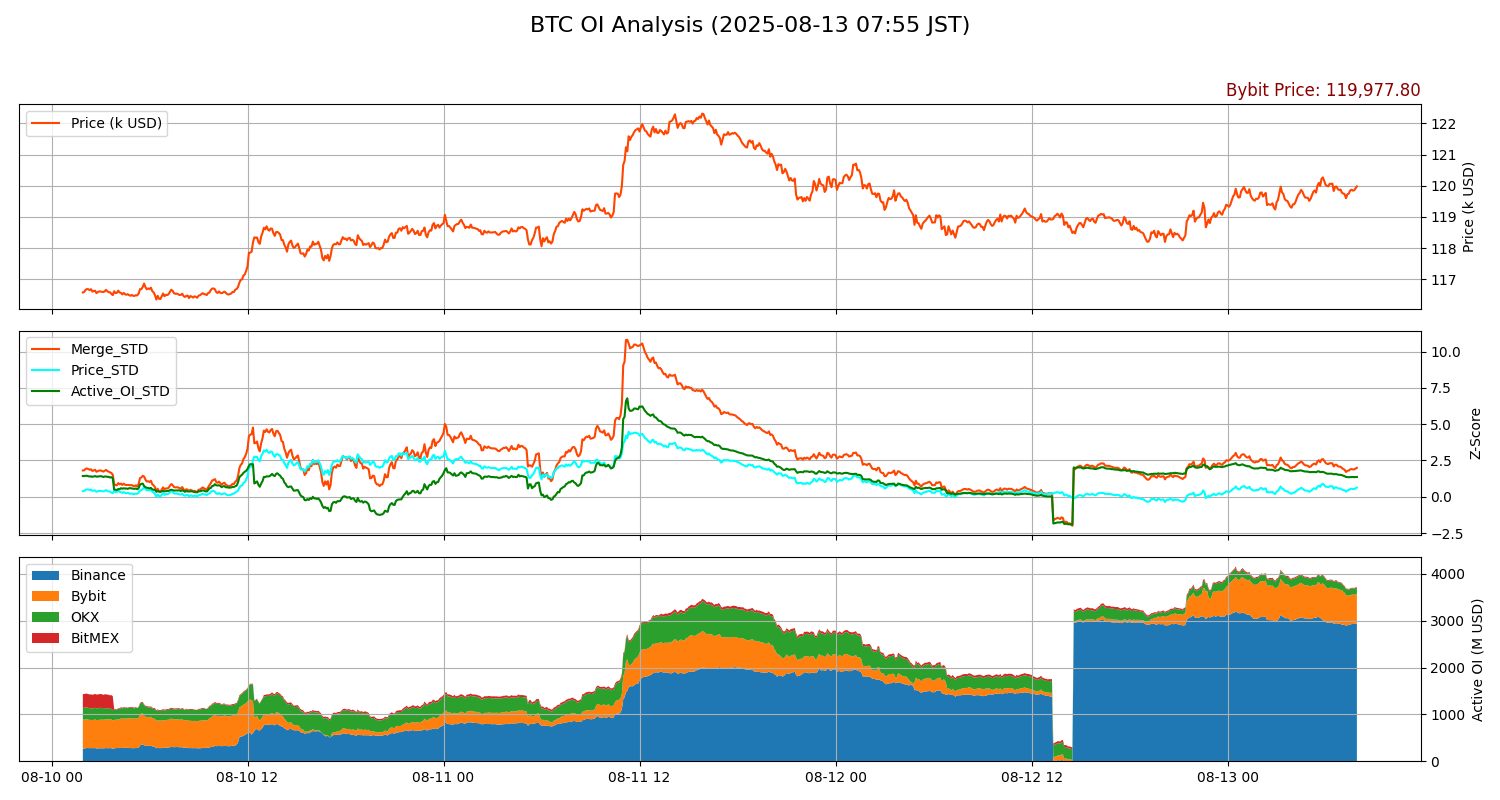 BTC OI Analysis (2025-08-13 07:55 JST)
Bybit Price: 119,977.80
Price (k USD)
122
121
120
119
118
117
Price (k USD)
Merge_STD
Price_STD
Active_OI_STD
10.0
7.5
5.0
2.5
0.0
−2.5
Z-Score
Binance
Bybit
OKX
BitMEX
4000
3000
2000
1000
0
Active OI (M USD)
08-10 00
08-10 12
08-11 00
08-11 12
08-12 00
08-12 12
08-13 00